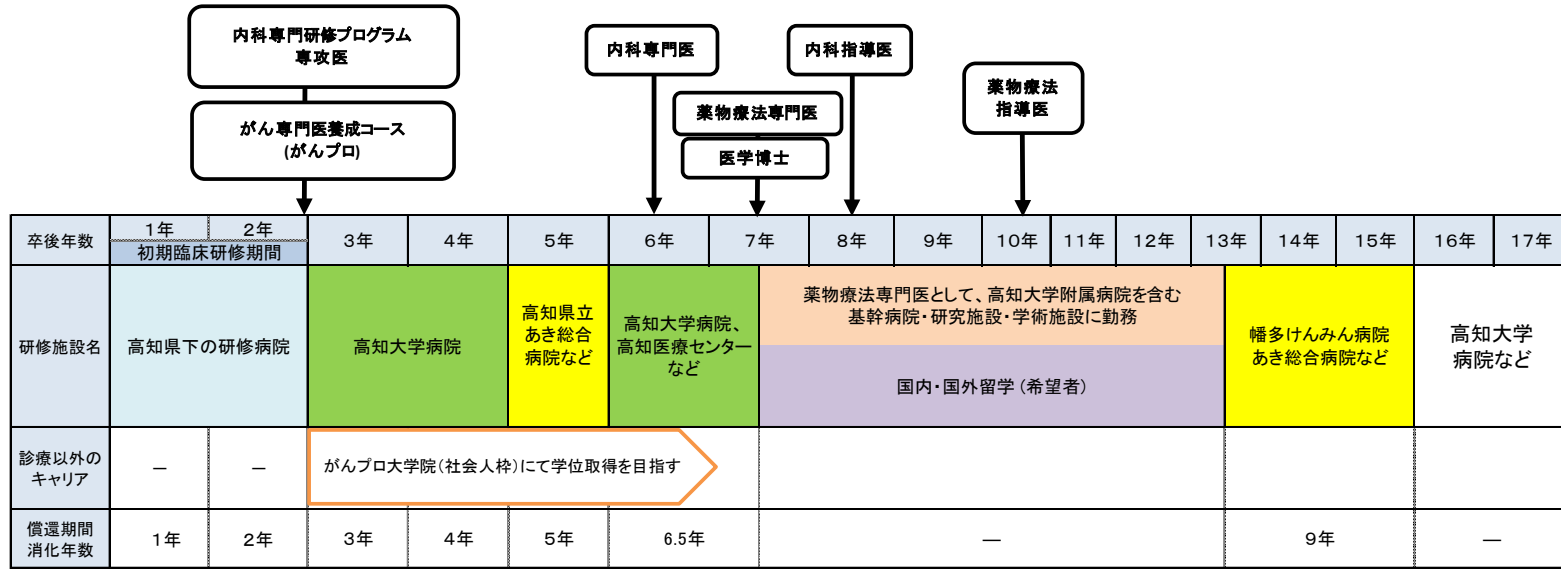 内科専門研修プログラム
専攻医
がん専門医養成コース
(がんプロ)
内科専門医
薬物療法専門医
医学博士
内科指導医
薬物療法
指導医
卒後年数
1年
2年
初期臨床研修期間
3年
4年
5年
6年
7年
8年
9年
10年
11年
12年
13年
14年
15年
16年
17年
研修施設名
高知県下の研修病院
高知大学病院
高知県立
あき総合
病院など
高知大学病院、
高知医療センター
など
薬物療法専門医として、高知大学附属病院を含む
基幹病院・研究施設・学術施設に勤務
国内・国外留学(希望者)
幡多けんみん病院
あき総合病院など
高知大学
病院など
診療以外の
キャリア
－
－
がんプロ大学院(社会人枠)にて学位取得を目指す
償還期間
消化年数
1年
2年
3年
4年
5年
6.5年
―
9年
―